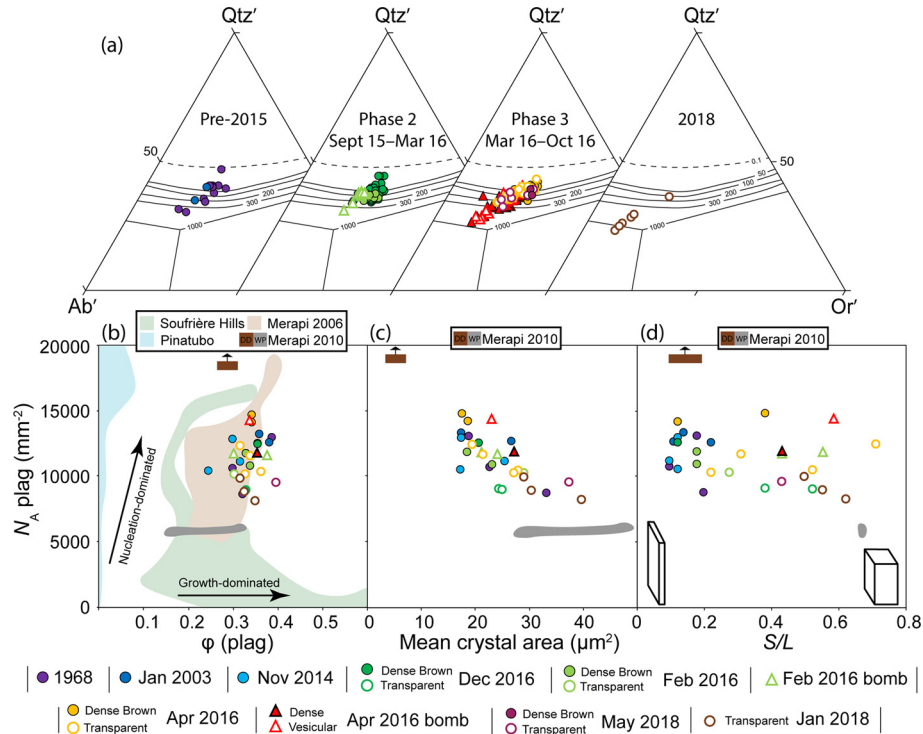 Qtz' Qtz' Qtz' Qtz'
(a)
Pre-2015
Phase 2
Sept 15–Mar 16
Phase 3
Mar 16–Oct 16
2018
50
0.1 50
50
100
200
300
1000
200
300
1000
200
300
1000
100
200
300
1000
Ab' Or'
(b)
Soufrière Hills
Merapi 2006
Pinatubo
DD WP Merapi 2010
(c)
DD WP Merapi 2010
(d)
DD WP Merapi 2010
20000
15000
10000
5000
0
N_A plag (mm⁻²)
Nucleation-dominated
Growth-dominated
0.1 0.2 0.3 0.4 0.5
φ (plag)
0 10 20 30 40
Mean crystal area (µm²)
0.2 0.4 0.6 0.8
S/L
1968
Jan 2003
Nov 2014
Dense Brown
Transparent
Dec 2016
Dense Brown
Transparent
Feb 2016
Feb 2016 bomb
Dense Brown
Transparent
Apr 2016
Dense
Vesicular
Apr 2016 bomb
Dense Brown
Transparent
May 2018
Transparent
Jan 2018